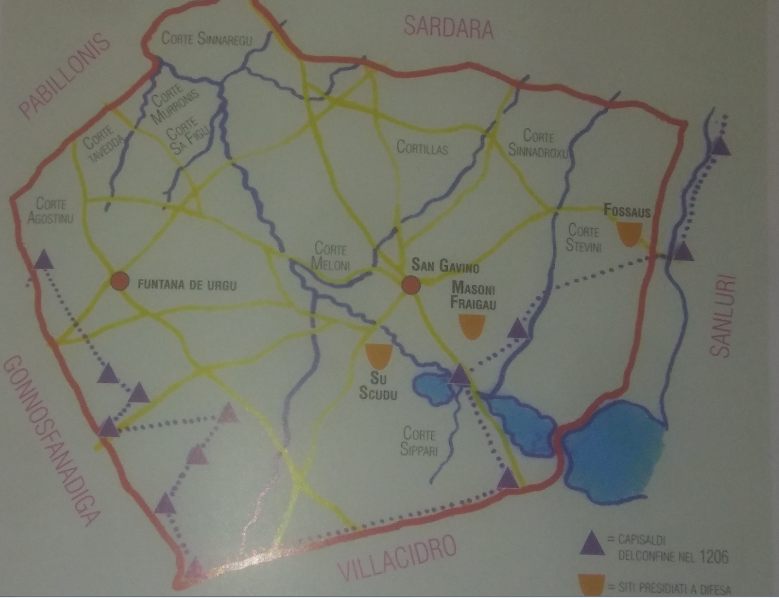 SARDARA
PABILLONIS
CORTE SINNAREGU
CORTE
MURRONIS
CORTE
SA FIGU
CORTE
TAVEDDA
CORTILLAS
CORTE
SINNADROXU
CORTE
AGOSTINU
FOSSAUS
CORTE
STEVINI
CORTE
MELONI
SAN GAVINO
FUNTANA DE URGU
MASONI
FRAIGAU
SANLURI
SU
SCUDU
GONNOSFANADIGA
CORTE
SIPPARI
VILLACIDRO
= CAPISALDI
DEL CONFINE NEL 1206
= SITI PRESIDIATI A DIFESA